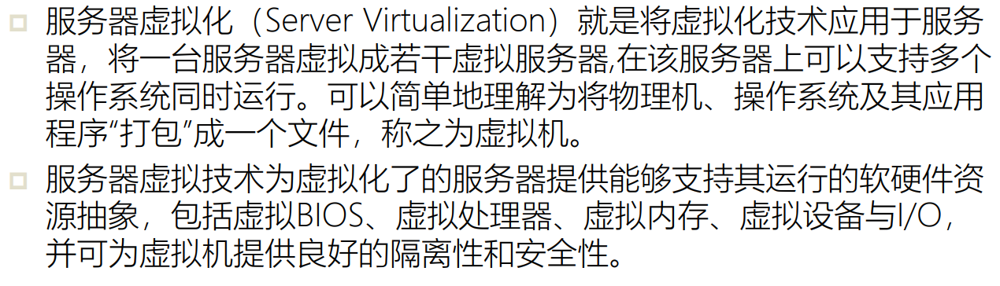 服务器虚拟化（Server Virtualization）就是将虚拟化技术应用于服务
器，将一台服务器虚拟成若干虚拟服务器,在该服务器上可以支持多个
操作系统同时运行。可以简单地理解为将物理机、操作系统及其应用
程序“打包”成一个文件，称之为虚拟机。
服务器虚拟技术为虚拟化了的服务器提供能够支持其运行的软硬件资
源抽象，包括虚拟BIOS、虚拟处理器、虚拟内存、虚拟设备与I/O，
并可为虚拟机提供良好的隔离性和安全性。